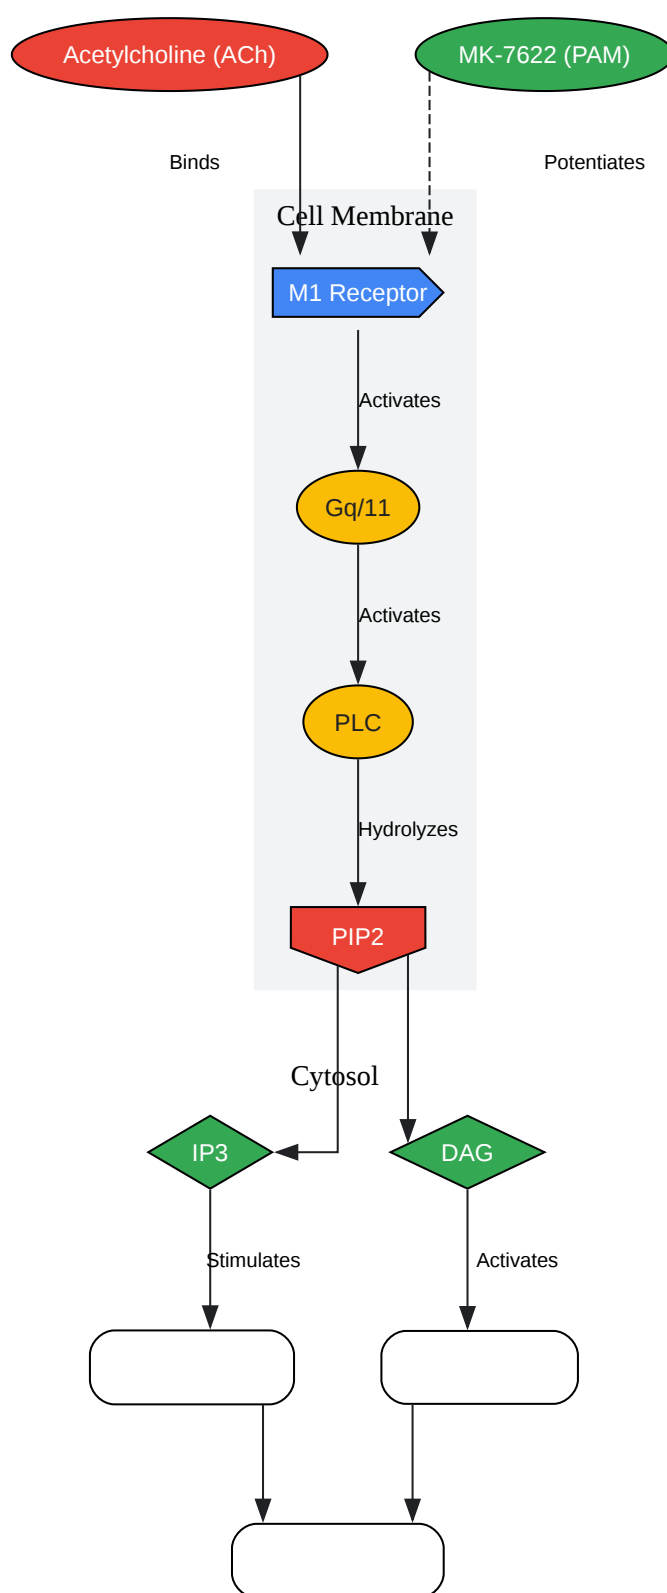 Acetylcholine (ACh)
MK-7622 (PAM)
Binds
Potentiates
Cell Membrane
M1 Receptor
Activates
Gq/11
Activates
PLC
Hydrolyzes
PIP2
Cytosol
IP3
DAG
Stimulates
Activates